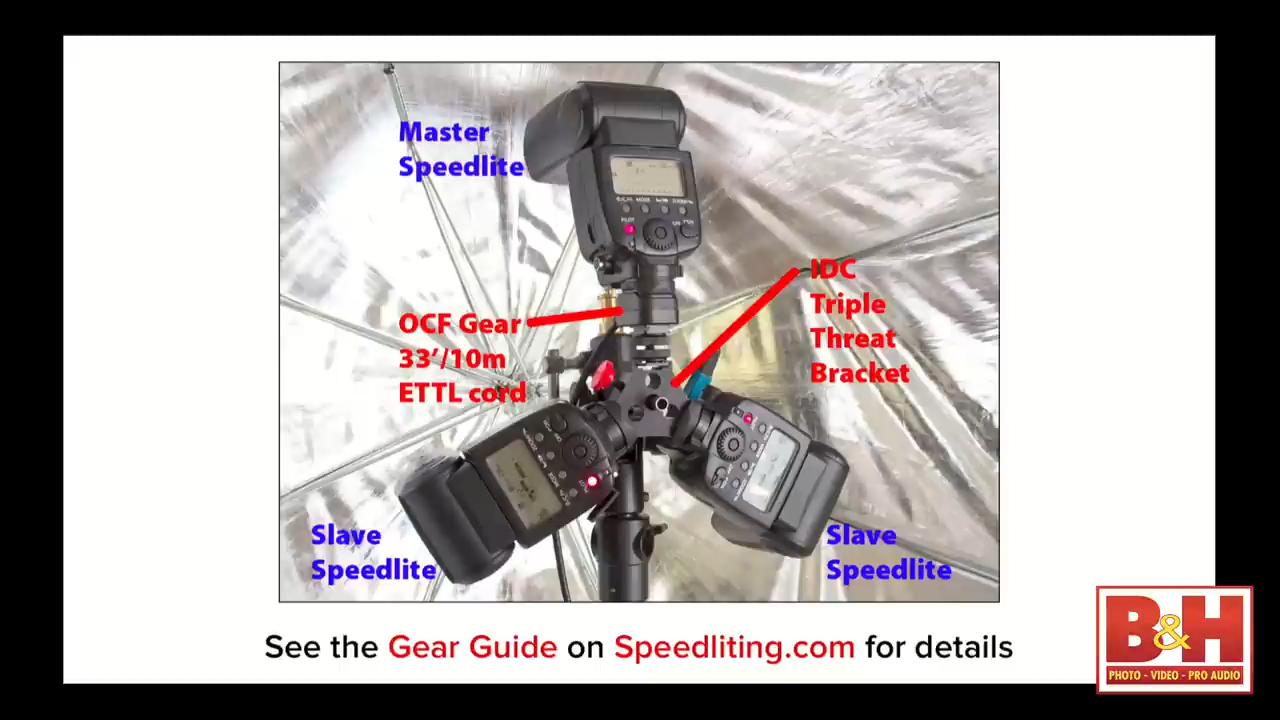 Master
Speedlite
OCF Gear
33’/10m
ETTL cord
IDC
Triple
Threat
Bracket
Slave
Speedlite
Slave
Speedlite
See the Gear Guide on Speedliting.com for details
B&H
PHOTO - VIDEO - PRO AUDIO